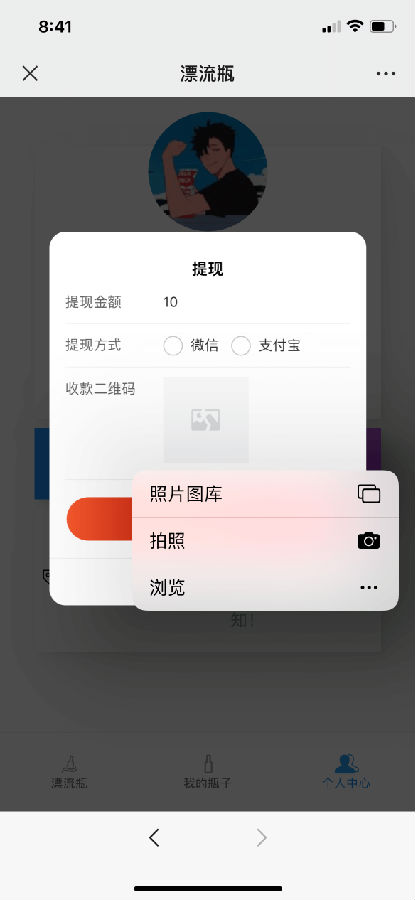 8:41
漂流瓶
提现
提现金额 10
提现方式 微信 支付宝
收款二维码
照片图库
拍照
浏览
知！
漂流瓶 我的瓶子 个人中心